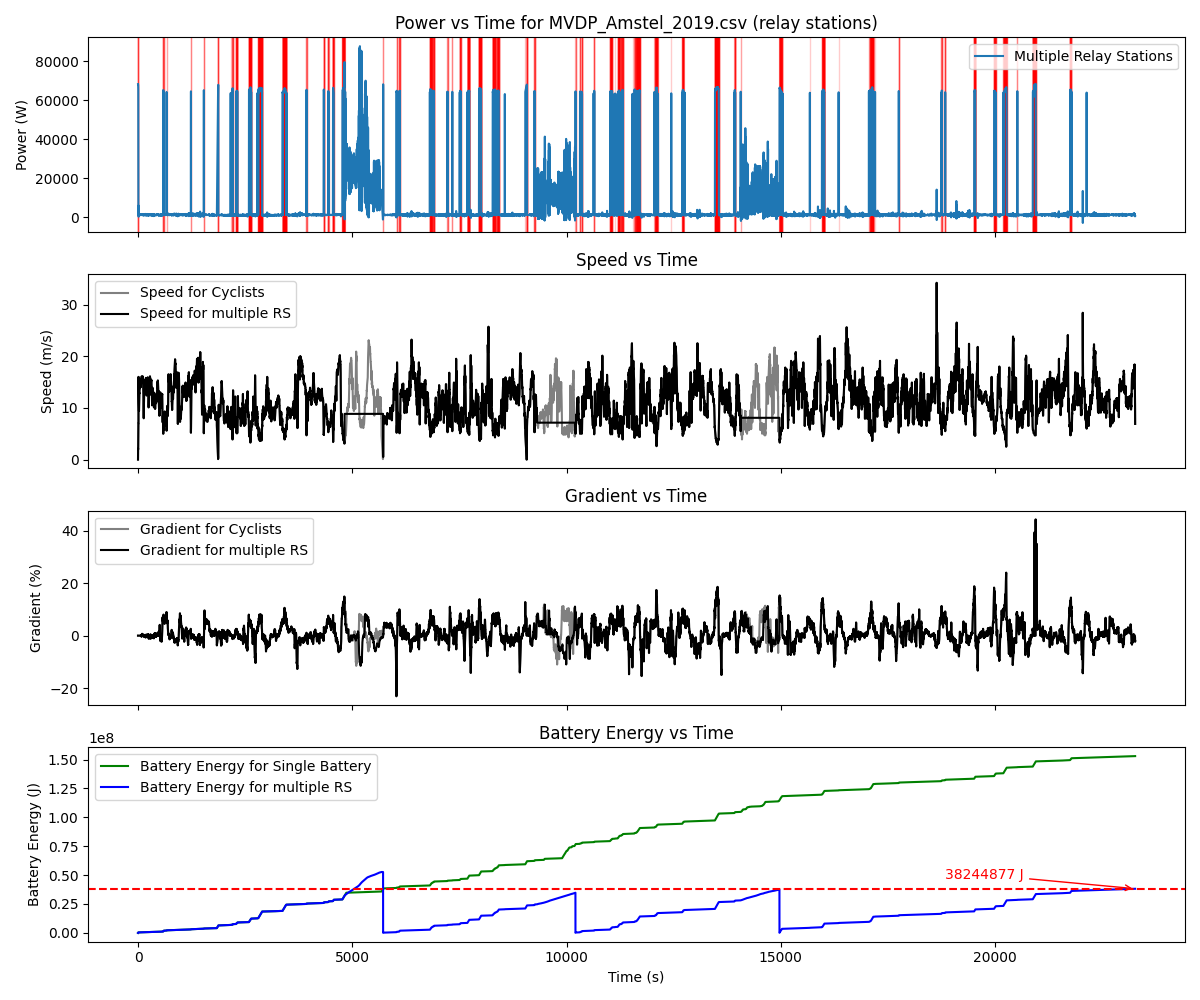 Power vs Time for MVDP_Amstel_2019.csv (relay stations)
Multiple Relay Stations
80000
60000
40000
20000
0
Power (W)
Speed vs Time
Speed for Cyclists
Speed for multiple RS
30
20
10
0
Speed (m/s)
Gradient vs Time
Gradient for Cyclists
Gradient for multiple RS
40
20
0
−20
Gradient (%)
Battery Energy vs Time
1e8
Battery Energy for Single Battery
Battery Energy for multiple RS
1.50
1.25
1.00
0.75
0.50
0.25
0.00
Battery Energy (J)
38244877 J
0 5000 10000 15000 20000
Time (s)